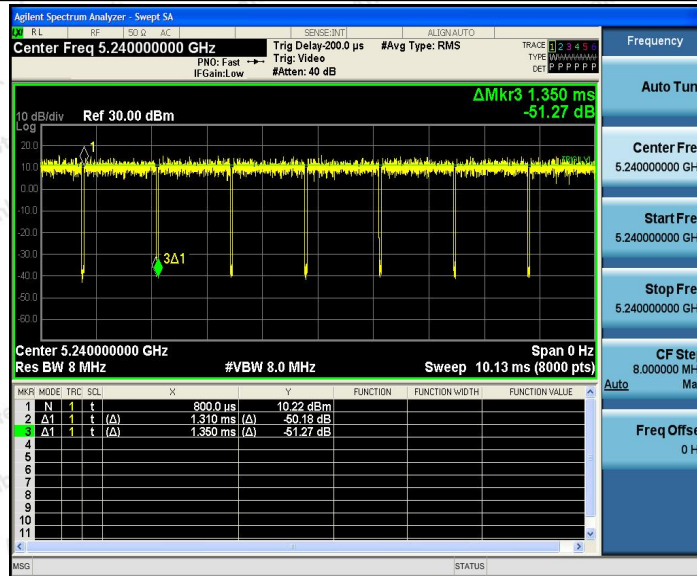 Agilent Spectrum Analyzer - Swept SA
RL RF 50 Ω AC SENSE:INT ALIGNAUTO
Center Freq 5.240000000 GHz
Trig Delay-200.0 µs #Avg Type: RMS
TRACE 1 2 3 4 5 6
PNO: Fast Trig: Video
TYPE
IFGain:Low #Atten: 40 dB
DET P P P P P P
ΔMkr3 1.350 ms
-51.27 dB
10 dB/div Ref 30.00 dBm
Log
20.0
10.0
0.00
-10.0
-20.0
-30.0
-40.0
-50.0
-60.0
1
3Δ1
Center 5.240000000 GHz Span 0 Hz
Res BW 8 MHz #VBW 8.0 MHz Sweep 10.13 ms (8000 pts)
MKR MODE TRC SCL X Y FUNCTION FUNCTION WIDTH FUNCTION VALUE
1 N 1 t 800.0 µs 10.22 dBm
2 Δ1 1 t (Δ) 1.310 ms (Δ) -50.18 dB
3 Δ1 1 t (Δ) 1.350 ms (Δ) -51.27 dB
4
5
6
7
8
9
10
11
MSG STATUS
Frequency
Auto Tun
Center Fre
5.240000000 GH
Start Fre
5.240000000 GH
Stop Fre
5.240000000 GH
CF Ste
8.000000 MH
Auto Ma
Freq Offse
0 H